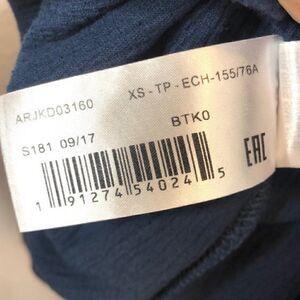 ARJKD03160 XS - TP - ECH-155/76A
S181 09/17 BTK0
EAC
1 91274 54024 5